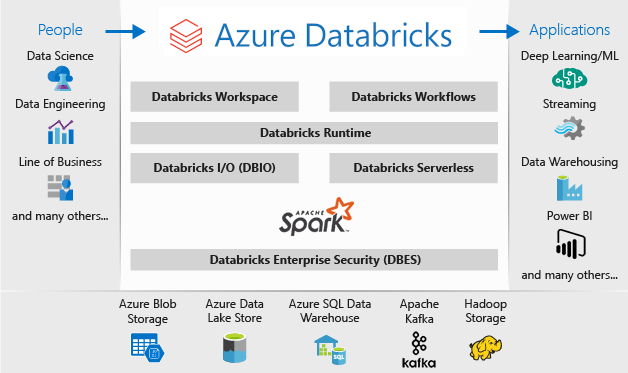 People
Azure Databricks
Applications
Data Science
Data Engineering
Line of Business
and many others...
Databricks Workspace
Databricks Workflows
Databricks Runtime
Databricks I/O (DBIO)
Databricks Serverless
APACHE
Spark™
Databricks Enterprise Security (DBES)
Deep Learning/ML
Streaming
Data Warehousing
Power BI
and many others...
Azure Blob
Storage
Azure Data
Lake Store
Azure SQL Data
Warehouse
SQL
Apache
Kafka
kafka
Hadoop
Storage